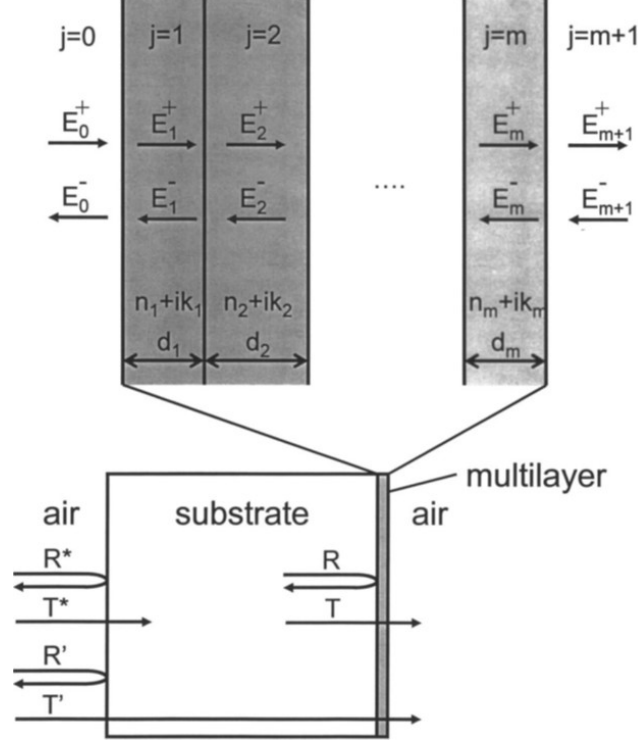 j=0 j=1 j=2 j=m j=m+1
E₀⁺ E₁⁺ E₂⁺ Eₘ⁺ Eₘ₊₁⁺
E₀⁻ E₁⁻ E₂⁻ .... Eₘ⁻ Eₘ₊₁⁻
n₁+ik₁ n₂+ik₂ nₘ+ikₘ
d₁ d₂ dₘ
multilayer
air substrate air
R* R
T* T
R'
T'